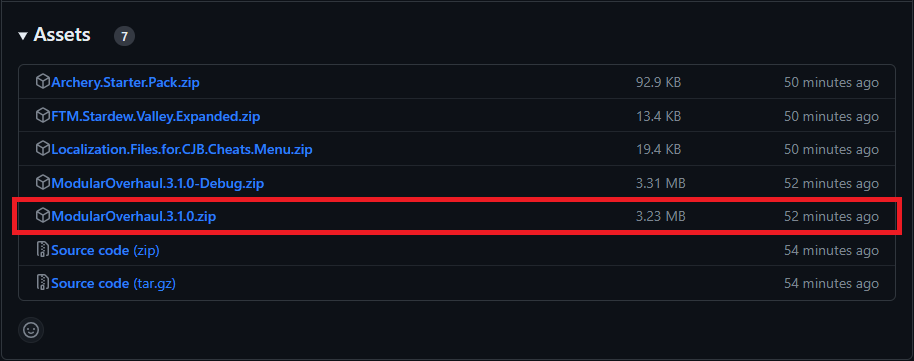 Assets 7
Archery.Starter.Pack.zip 92.9 KB 50 minutes ago
FTM.Stardew.Valley.Expanded.zip 13.4 KB 50 minutes ago
Localization.Files.for.CJB.Cheats.Menu.zip 19.4 KB 50 minutes ago
ModularOverhaul.3.1.0-Debug.zip 3.31 MB 52 minutes ago
ModularOverhaul.3.1.0.zip 3.23 MB 52 minutes ago
Source code (zip) 54 minutes ago
Source code (tar.gz) 54 minutes ago